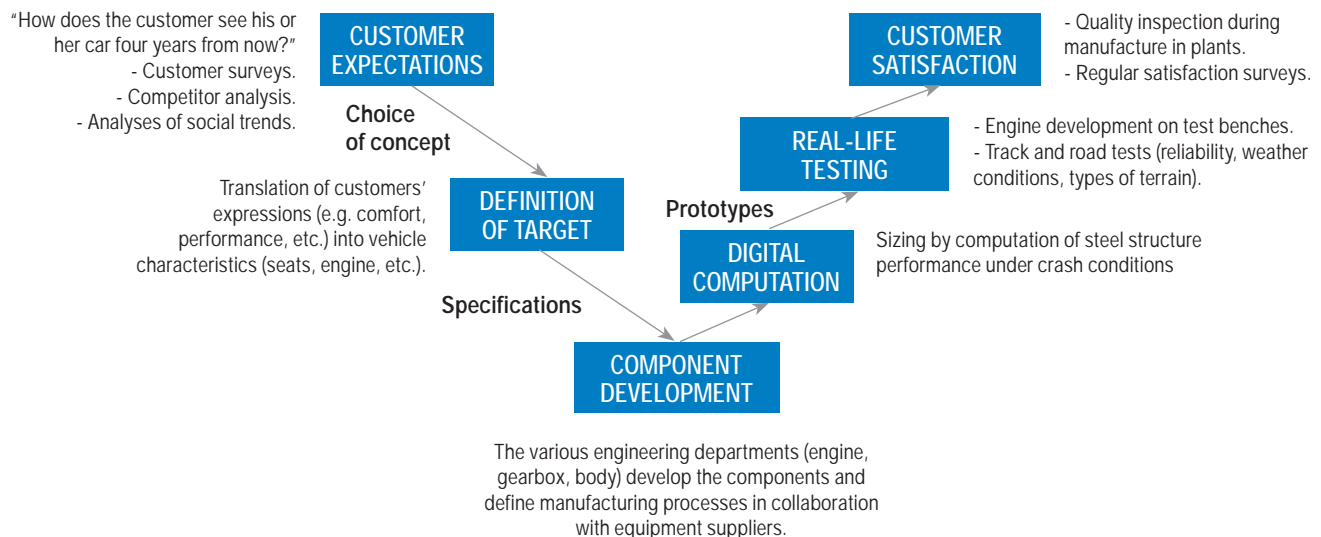 “How does the customer see his or
her car four years from now?”
- Customer surveys.
- Competitor analysis.
- Analyses of social trends.
CUSTOMER
EXPECTATIONS
Choice
of concept
Translation of customers’
expressions (e.g. comfort,
performance, etc.) into vehicle
characteristics (seats, engine, etc.).
DEFINITION
OF TARGET
Specifications
COMPONENT
DEVELOPMENT
The various engineering departments (engine,
gearbox, body) develop the components and
define manufacturing processes in collaboration
with equipment suppliers.
DIGITAL
COMPUTATION
Sizing by computation of steel structure
performance under crash conditions
Prototypes
REAL-LIFE
TESTING
- Engine development on test benches.
- Track and road tests (reliability, weather
conditions, types of terrain).
CUSTOMER
SATISFACTION
- Quality inspection during
manufacture in plants.
- Regular satisfaction surveys.